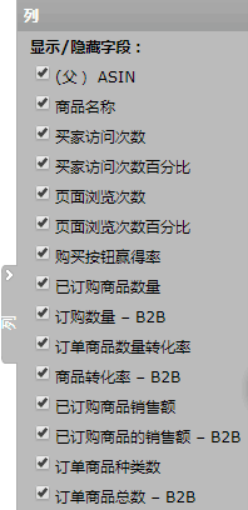 列
显示/隐藏字段：
(父）ASIN
商品名称
买家访问次数
买家访问次数百分比
页面浏览次数
页面浏览次数百分比
购买按钮赢得率
已订购商品数量
订购数量 – B2B
订单商品数量转化率
商品转化率 – B2B
已订购商品销售额
已订购商品的销售额 – B2B
订单商品种类数
订单商品总数 – B2B
列